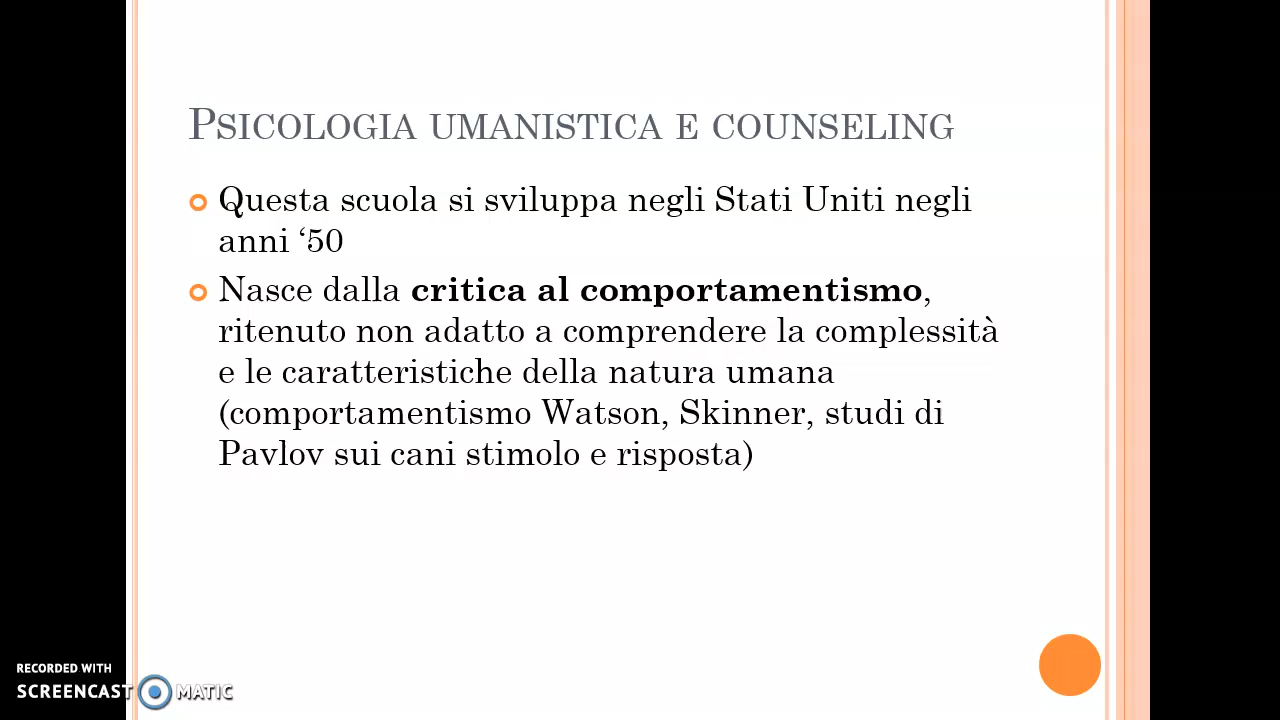 PSICOLOGIA UMANISTICA E COUNSELING
Questa scuola si sviluppa negli Stati Uniti negli
anni ‘50
Nasce dalla critica al comportamentismo,
ritenuto non adatto a comprendere la complessità
e le caratteristiche della natura umana
(comportamentismo Watson, Skinner, studi di
Pavlov sui cani stimolo e risposta)
RECORDED WITH
SCREENCAST MATIC